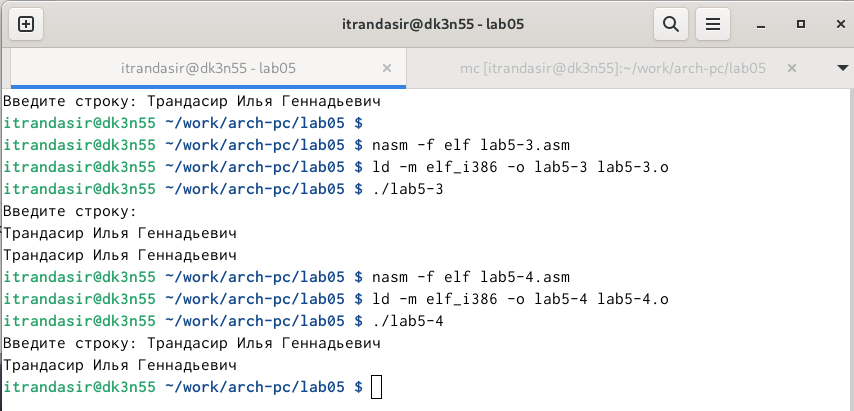 itrandasir@dk3n55 - lab05
itrandasir@dk3n55 - lab05
mc [itrandasir@dk3n55]:~/work/arch-pc/lab05
Введите строку: Трандасир Илья Геннадьевич
itrandasir@dk3n55 ~/work/arch-pc/lab05 $
itrandasir@dk3n55 ~/work/arch-pc/lab05 $ nasm -f elf lab5-3.asm
itrandasir@dk3n55 ~/work/arch-pc/lab05 $ ld -m elf_i386 -o lab5-3 lab5-3.o
itrandasir@dk3n55 ~/work/arch-pc/lab05 $ ./lab5-3
Введите строку:
Трандасир Илья Геннадьевич
Трандасир Илья Геннадьевич
itrandasir@dk3n55 ~/work/arch-pc/lab05 $ nasm -f elf lab5-4.asm
itrandasir@dk3n55 ~/work/arch-pc/lab05 $ ld -m elf_i386 -o lab5-4 lab5-4.o
itrandasir@dk3n55 ~/work/arch-pc/lab05 $ ./lab5-4
Введите строку: Трандасир Илья Геннадьевич
Трандасир Илья Геннадьевич
itrandasir@dk3n55 ~/work/arch-pc/lab05 $